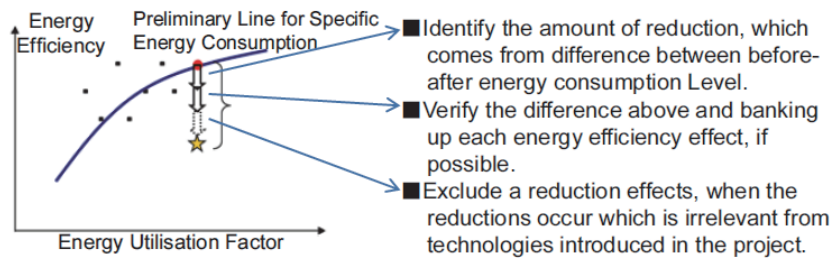 Energy
Efficiency
Preliminary Line for Specific
Energy Consumption
Energy Utilisation Factor
■Identify the amount of reduction, which
comes from difference between before-
after energy consumption Level.
■Verify the difference above and banking
up each energy efficiency effect, if
possible.
■Exclude a reduction effects, when the
reductions occur which is irrelevant from
technologies introduced in the project.